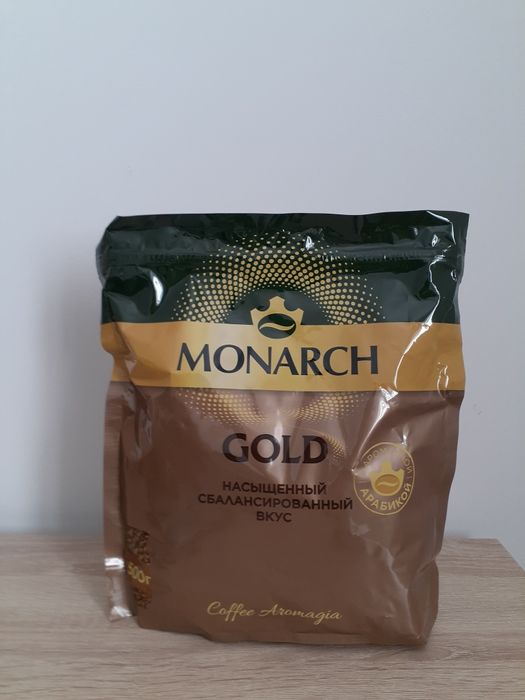 MONARCH
GOLD
НАСЫЩЕННЫЙ
СБАЛАНСИРОВАННЫЙ
ВКУС
АРАБИКОЙ
500г
Coffee Aromagia